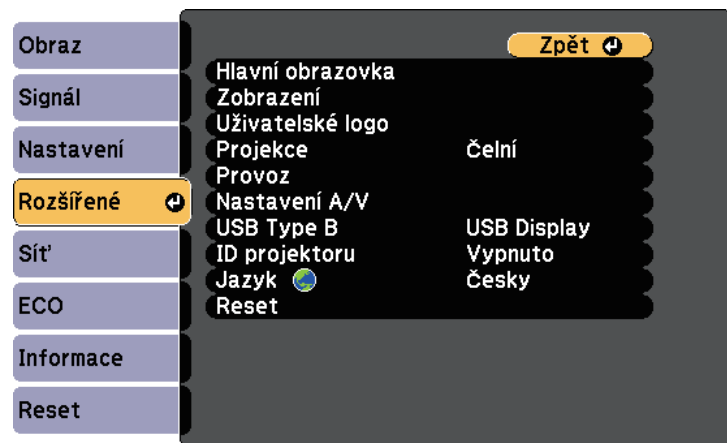 Obraz
Signál
Nastavení
Rozšířené
Síť
ECO
Informace
Reset
Zpět
Hlavní obrazovka
Zobrazení
Uživatelské logo
Projekce Čelní
Provoz
Nastavení A/V
USB Type B USB Display
ID projektoru Vypnuto
Jazyk Česky
Reset